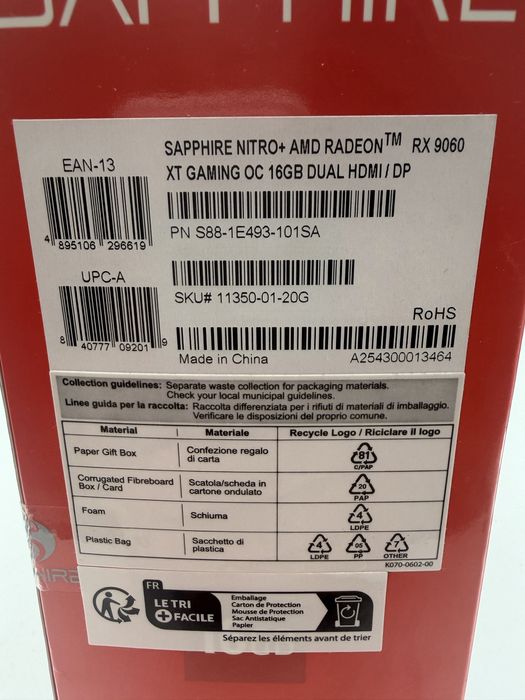 SAPPHIRE
SAPPHIRE NITRO+ AMD RADEON™ RX 9060
XT GAMING OC 16GB DUAL HDMI / DP
EAN-13
4 895106 296619
PN S88-1E493-101SA
UPC-A
8 40777 09201 9
SKU# 11350-01-20G
RoHS
Made in China
A254300013464
Collection guidelines: Separate waste collection for packaging materials.
Check your local municipal guidelines.
Linee guida per la raccolta: Raccolta differenziata per i rifiuti di materiali di imballaggio.
Verificare le disposizioni del proprio comune.
Material Materiale Recycle Logo / Riciclare il logo
Paper Gift Box Confezione regalo di carta 81 C/PAP
Corrugated Fibreboard Box / Card Scatola/scheda in cartone ondulato 20 PAP
Foam Schiuma 4 LDPE
Plastic Bag Sacchetto di plastica 4 LDPE 05 PP 7 OTHER
K070-0602-00
FR
LE TRI
+ FACILE
Emballage
Carton de Protection
Mousse de Protection
Sac Antistatique
Papier
Séparez les éléments avant de trier